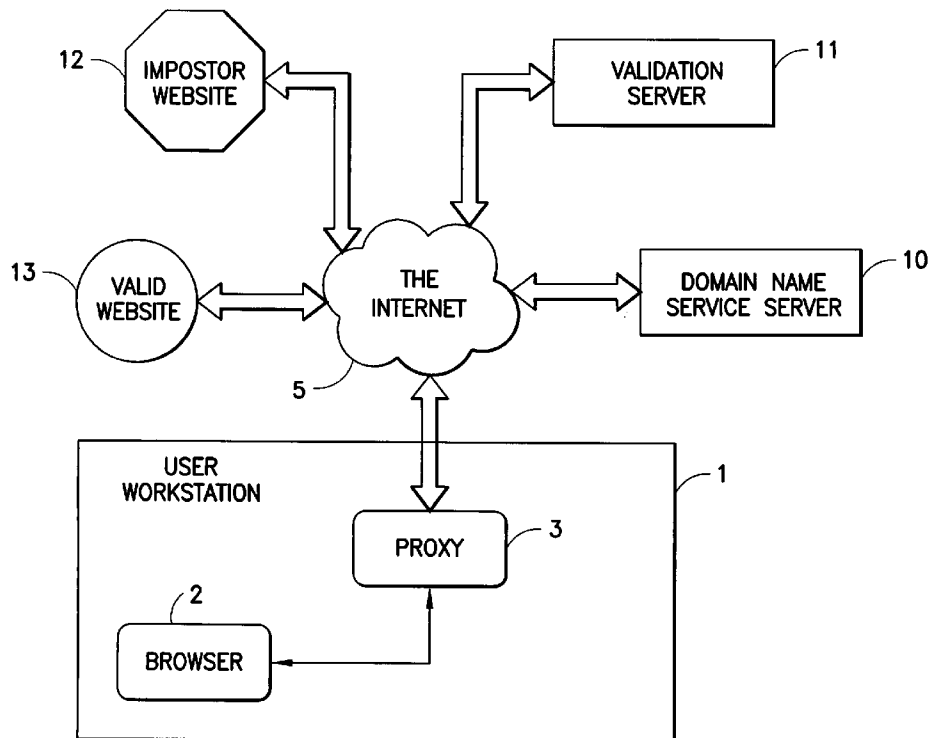 12
IMPOSTOR
WEBSITE
VALIDATION
SERVER
11
13
VALID
WEBSITE
THE
INTERNET
5
DOMAIN NAME
SERVICE SERVER
10
USER
WORKSTATION
1
PROXY
3
2
BROWSER